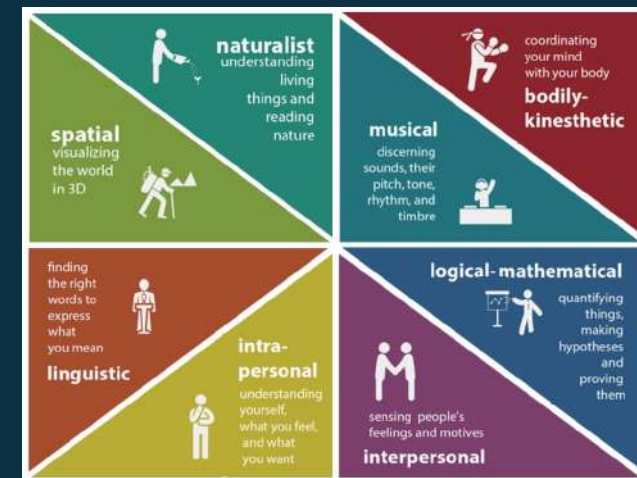 naturalist
understanding
living
things and
reading
nature
spatial
visualizing
the world
in 3D
coordinating
your mind
with your body
bodily-
kinesthetic
musical
discerning
sounds, their
pitch, tone,
rhythm, and
timbre
finding
the right
words to
express
what
you mean
linguistic
intra-
personal
understanding
yourself,
what you feel,
and what
you want
logical-mathematical
quantifying
things,
making
hypotheses
and
proving
them
sensing people's
feelings and motives
interpersonal